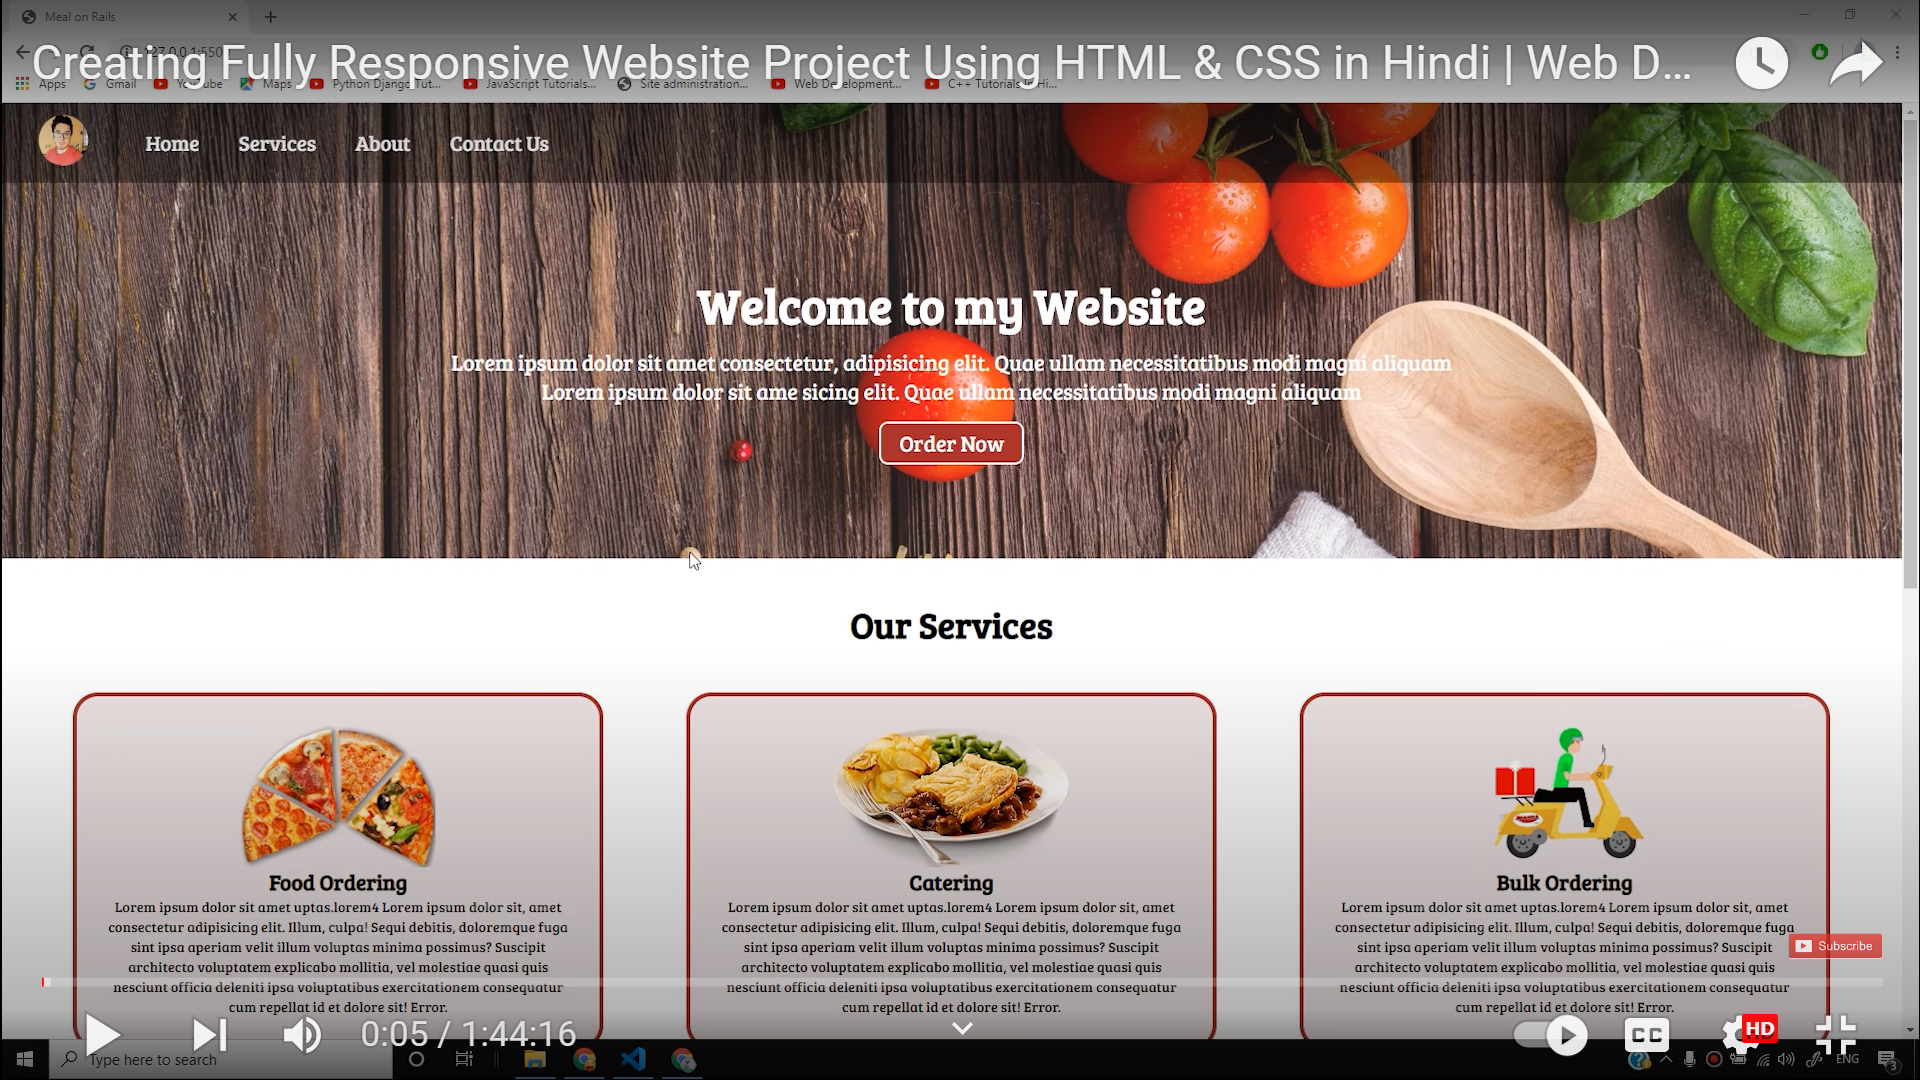 Meal on Rails
127.0.0.1:550
Creating Fully Responsive Website Project Using HTML & CSS in Hindi | Web D...
Apps Gmail YouTube Maps Python Django Tut... JavaScript Tutorials... Site administration... Web Development... C++ Tutorials In Hi...
Home Services About Contact Us
Welcome to my Website
Lorem ipsum dolor sit amet consectetur, adipisicing elit. Quae ullam necessitatibus modi magni aliquam
Lorem ipsum dolor sit ame sicing elit. Quae ullam necessitatibus modi magni aliquam
Order Now
Our Services
Food Ordering
Lorem ipsum dolor sit amet uptas.lorem4 Lorem ipsum dolor sit, amet
consectetur adipisicing elit. Illum, culpa! Sequi debitis, doloremque fuga
sint ipsa aperiam velit illum voluptas minima possimus? Suscipit
architecto voluptatem explicabo mollitia, vel molestiae quasi quis
nesciunt officia deleniti ipsa voluptatibus exercitationem consequatur
cum repellat id et dolore sit! Error.
Catering
Lorem ipsum dolor sit amet uptas.lorem4 Lorem ipsum dolor sit, amet
consectetur adipisicing elit. Illum, culpa! Sequi debitis, doloremque fuga
sint ipsa aperiam velit illum voluptas minima possimus? Suscipit
architecto voluptatem explicabo mollitia, vel molestiae quasi quis
nesciunt officia deleniti ipsa voluptatibus exercitationem consequatur
cum repellat id et dolore sit! Error.
Bulk Ordering
Lorem ipsum dolor sit amet uptas.lorem4 Lorem ipsum dolor sit, amet
consectetur adipisicing elit. Illum, culpa! Sequi debitis, doloremque fuga
sint ipsa aperiam velit illum voluptas minima possimus? Suscipit
architecto voluptatem explicabo mollitia, vel molestiae quasi quis
nesciunt officia deleniti ipsa voluptatibus exercitationem consequatur
cum repellat id et dolore sit! Error.
Subscribe
0:05 / 1:44:16
CC HD
Type here to search
ENG
3